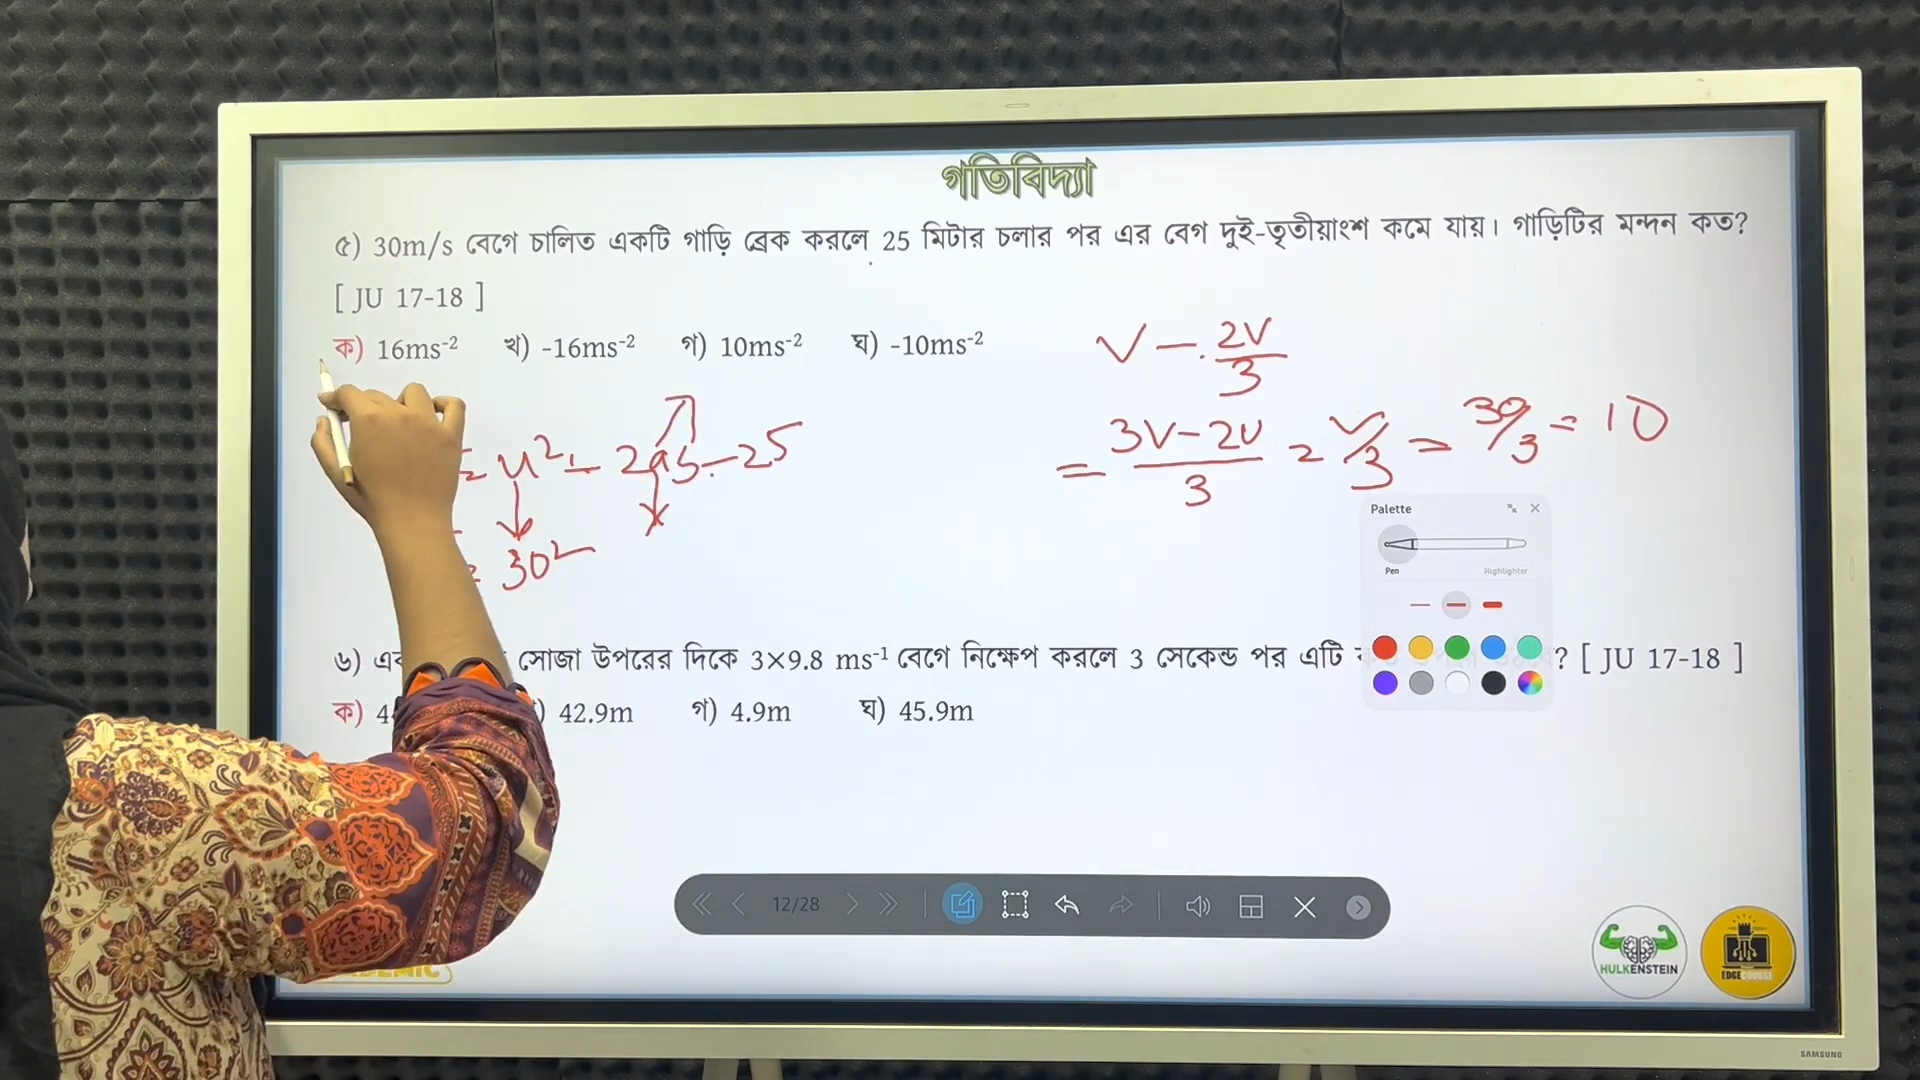 গতিবিদ্যা
৫) 30m/s বেগে চালিত একটি গাড়ি ব্রেক করলে 25 মিটার চলার পর এর বেগ দুই-তৃতীয়াংশ কমে যায়। গাড়িটির মন্দন কত?
[ JU 17-18 ]
ক) 16ms⁻² খ) -16ms⁻² গ) 10ms⁻² ঘ) -10ms⁻²
V - 2V/3
= 3V-2V/3 = V/3 = 30/3 = 10
u² - 2as 25
30²
Palette
Pen Highlighter
৬) সোজা উপরের দিকে 3×9.8 ms⁻¹ বেগে নিক্ষেপ করলে 3 সেকেন্ড পর এটি ? [ JU 17-18 ]
ক) 4 ) 42.9m গ) 4.9m ঘ) 45.9m
12/28
HULKENSTEIN
EDGECOURSE
SAMSUNG